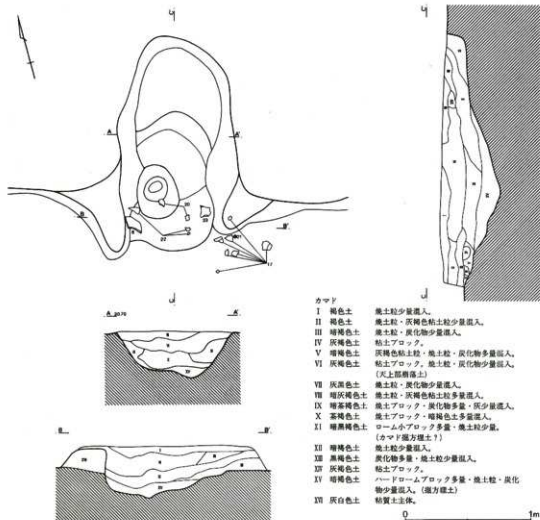 A
A'
B
B'
20
22
17
A 20.70 A'
B
B'
カマド
I 褐色土 焼土粒少量混入。
II 褐色土 焼土粒・灰褐色粘土粒少量混入。
III 暗褐色土 焼土粒・炭化物少量混入。
IV 灰褐色土 粘土ブロック。
V 暗褐色土 灰褐色粘土粒・焼土粒・炭化物多量混入。
VI 灰褐色土 粘土ブロック。焼土粒・炭化物少量混入。
(天上部崩落土)
VII 灰黒色土 焼土粒・炭化物少量混入。
VIII 暗灰褐色土 焼土粒・灰褐色粘土粒多量混入。
IX 暗茶褐色土 焼土ブロック・炭化物多量・灰少量混入。
X 茶褐色土 焼土ブロック・暗褐色土多量混入。
XI 暗黒褐色土 ローム小ブロック多量・焼土粒少量。
(カマド掘方埋土?)
XII 暗褐色土 焼土粒少量混入。
XIII 黒褐色土 炭化物多量・焼土粒少量混入。
XIV 灰褐色土 粘土ブロック。
XV 暗褐色土 ハードロームブロック多量・焼土粒・炭化
物少量混入。(掘方埋土)
XVI 灰白色土 粘質土主体。
0 1m